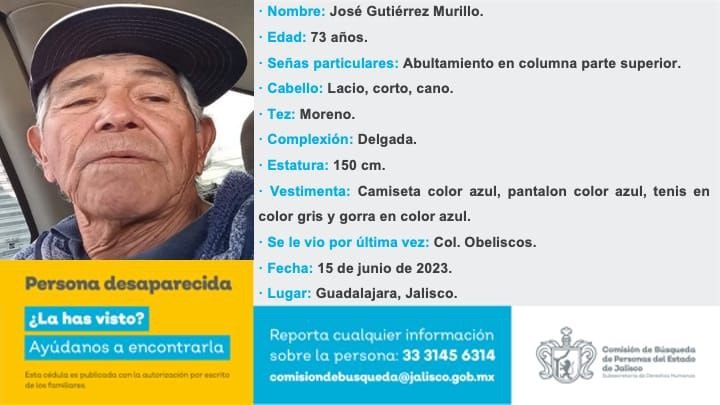 · Nombre: José Gutiérrez Murillo.
· Edad: 73 años.
· Señas particulares: Abultamiento en columna parte superior.
· Cabello: Lacio, corto, cano.
· Tez: Moreno.
· Complexión: Delgada.
· Estatura: 150 cm.
· Vestimenta: Camiseta color azul, pantalon color azul, tenis en
color gris y gorra en color azul.
· Se le vio por última vez: Col. Obeliscos.
· Fecha: 15 de junio de 2023.
· Lugar: Guadalajara, Jalisco.
Persona desaparecida
¿La has visto?
Ayúdanos a encontrarla
Esta cédula es publicada con la autorización por escrito
de los familiares.
Reporta cualquier información
sobre la persona: 33 3145 6314
comisiondebusqueda@jalisco.gob.mx
Comisión de Búsqueda
de Personas del Estado
de Jalisco
Subsecretaría de Derechos Humanos